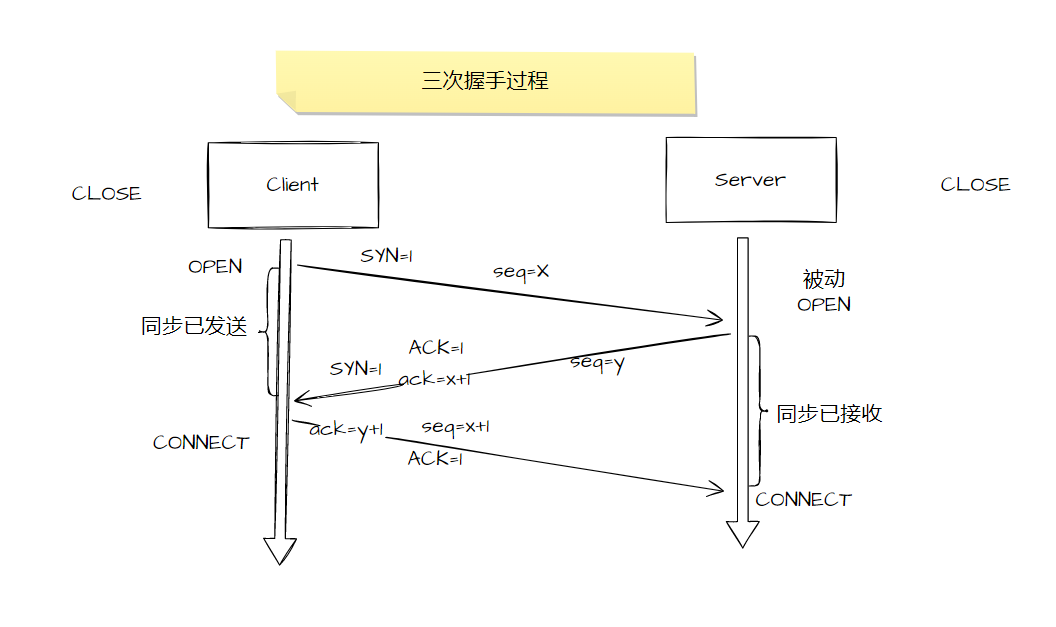 三次握手过程
Client
Server
CLOSE
CLOSE
SYN=1
OPEN
seq=X
被动
OPEN
同步已发送
ACK=1
SYN=1
seq=y
ack=x+1
同步已接收
ack=y+1
seq=x+1
CONNECT
ACK=1
CONNECT